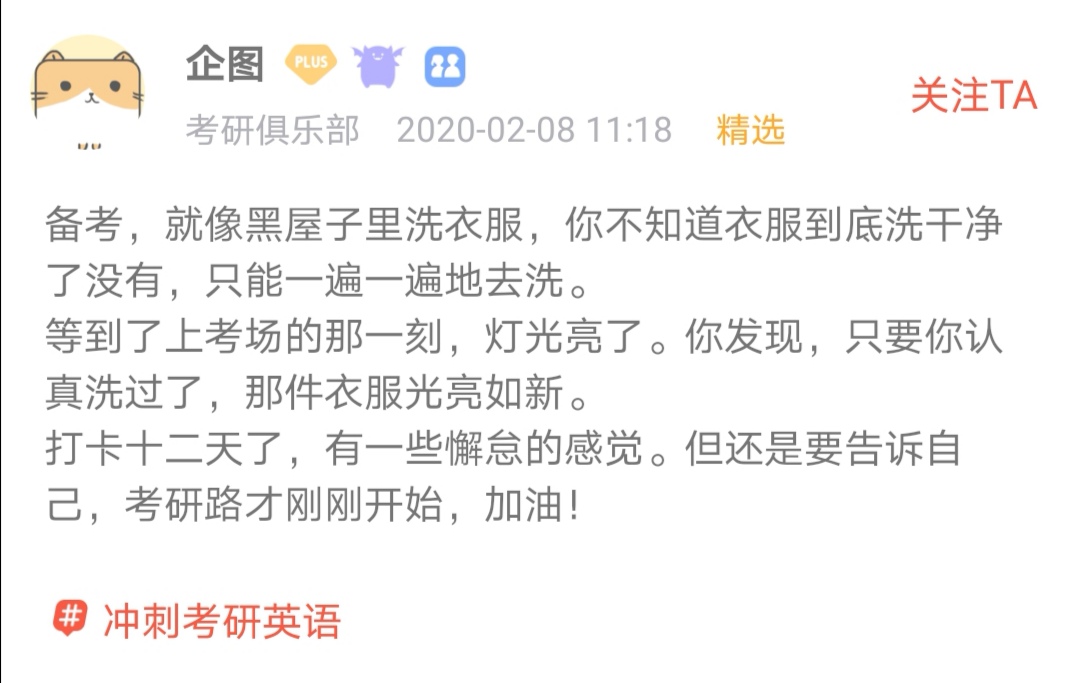 企图 PLUS
关注TA
考研俱乐部 2020-02-08 11:18 精选
备考，就像黑屋子里洗衣服，你不知道衣服到底洗干净
了没有，只能一遍一遍地去洗。
等到了上考场的那一刻，灯光亮了。你发现，只要你认
真洗过了，那件衣服光亮如新。
打卡十二天了，有一些懈怠的感觉。但还是要告诉自
己，考研路才刚刚开始，加油！
# 冲刺考研英语